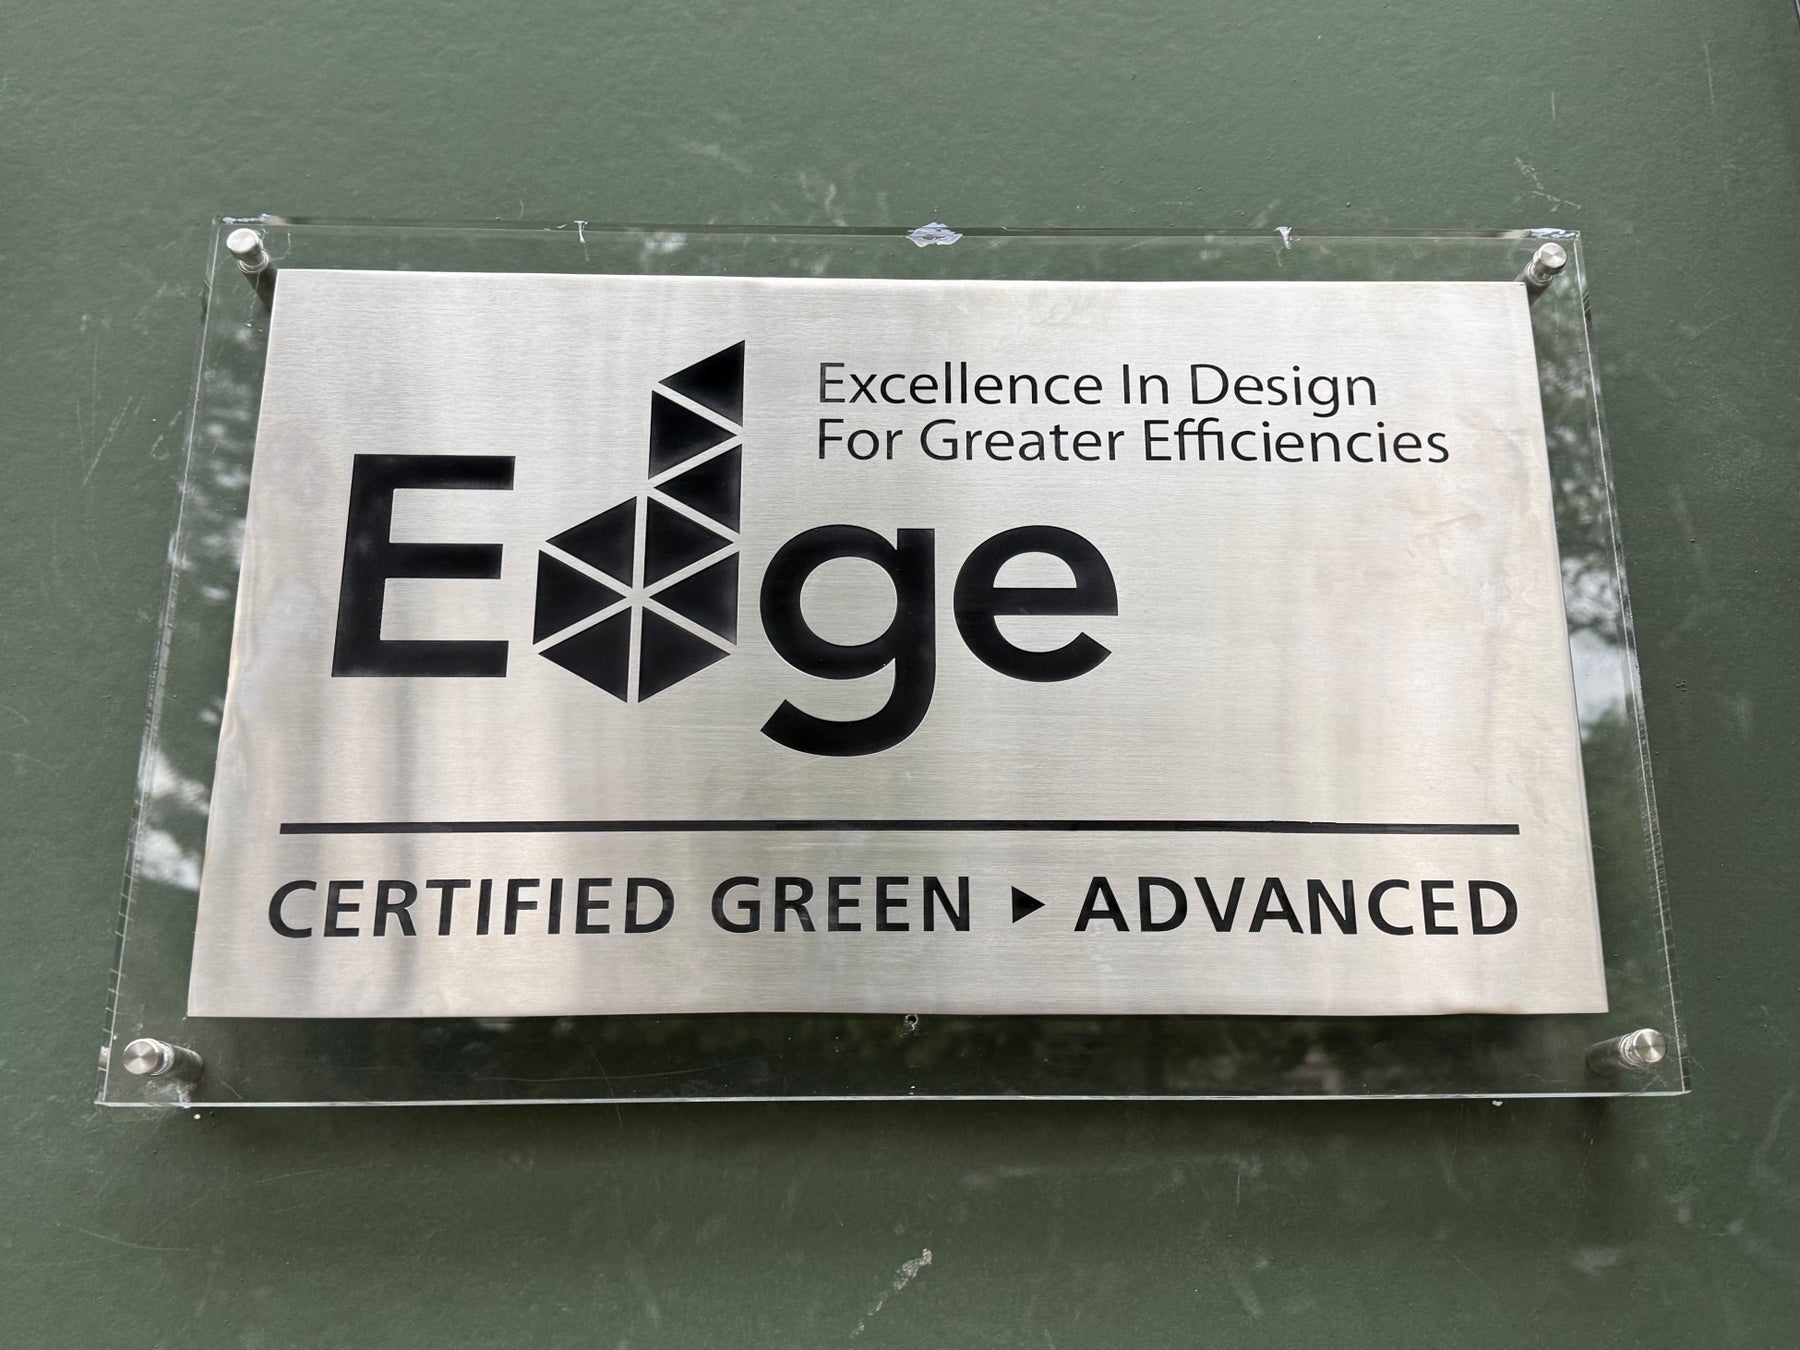 Excellence In Design
For Greater Efficiencies
Edge
CERTIFIED GREEN ▶ ADVANCED